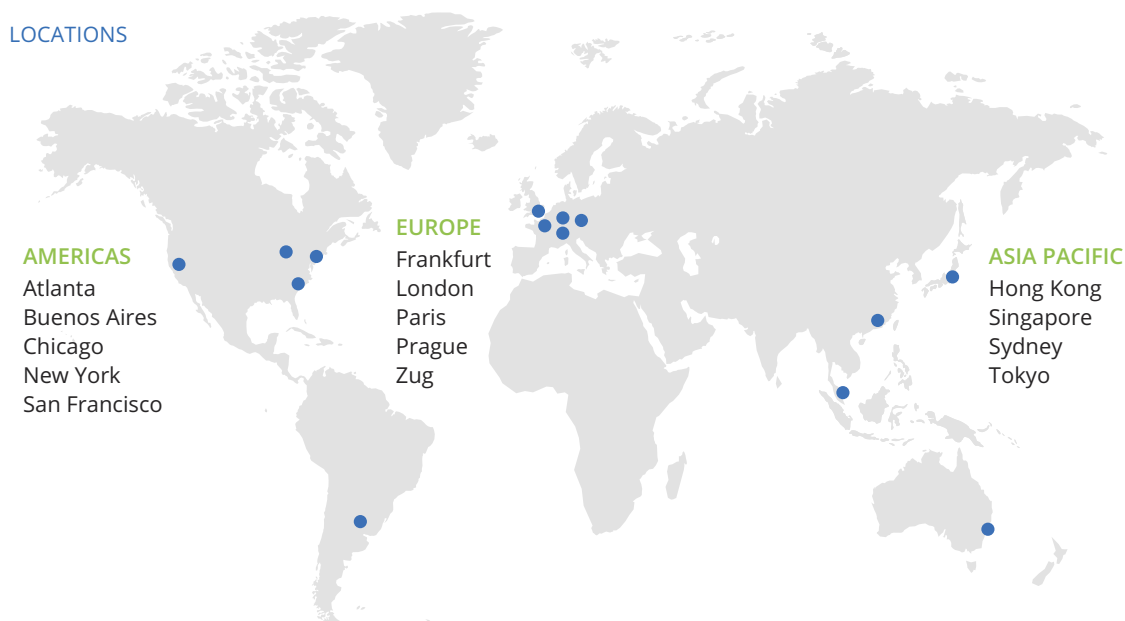 LOCATIONS
AMERICAS
Atlanta
Buenos Aires
Chicago
New York
San Francisco
EUROPE
Frankfurt
London
Paris
Prague
Zug
ASIA PACIFIC
Hong Kong
Singapore
Sydney
Tokyo